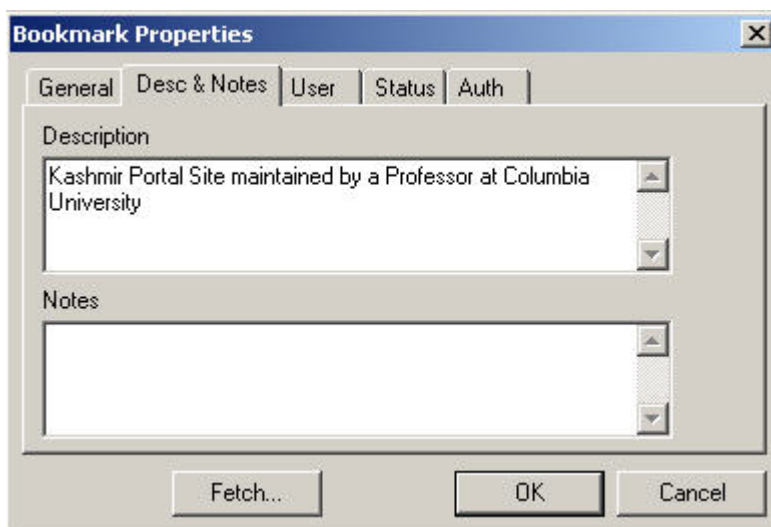 Bookmark Properties
General Desc & Notes User Status Auth
Description
Kashmir Portal Site maintained by a Professor at Columbia
University
Notes
Fetch... OK Cancel